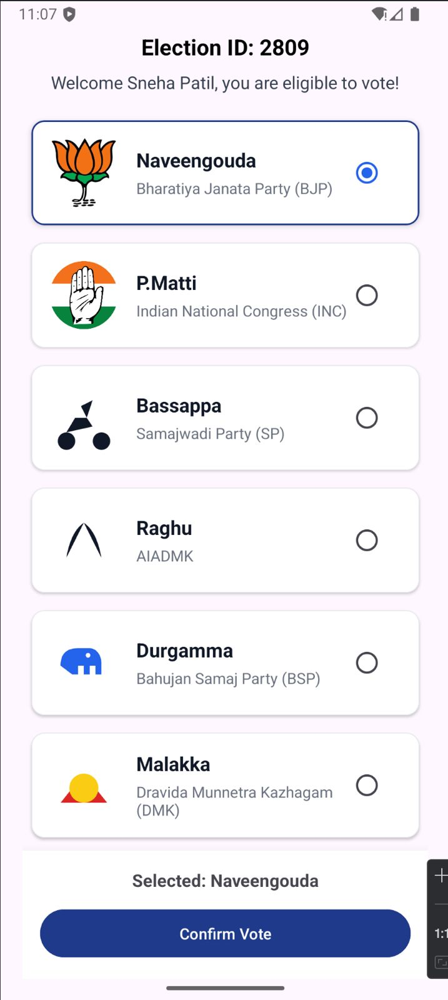 11:07
Election ID: 2809
Welcome Sneha Patil, you are eligible to vote!
Naveengouda
Bharatiya Janata Party (BJP)
P.Matti
Indian National Congress (INC)
Bassappa
Samajwadi Party (SP)
Raghu
AIADMK
Durgamma
Bahujan Samaj Party (BSP)
Malakka
Dravida Munnetra Kazhagam
(DMK)
Selected: Naveengouda
Confirm Vote